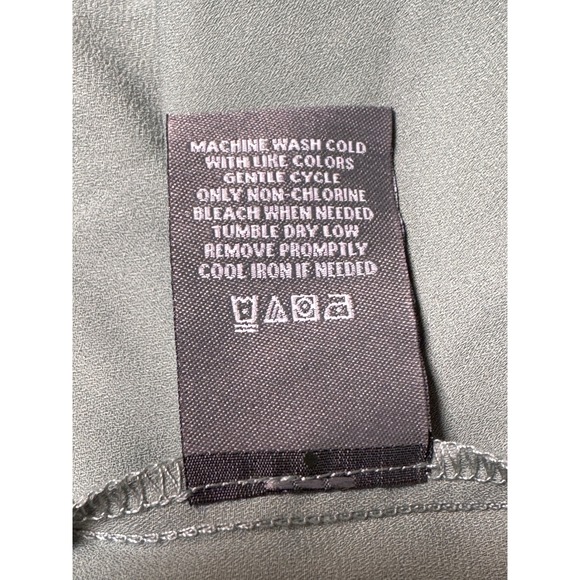 MACHINE WASH COLD
WITH LIKE COLORS
GENTLE CYCLE
ONLY NON-CHLORINE
BLEACH WHEN NEEDED
TUMBLE DRY LOW
REMOVE PROMPTLY
COOL IRON IF NEEDED